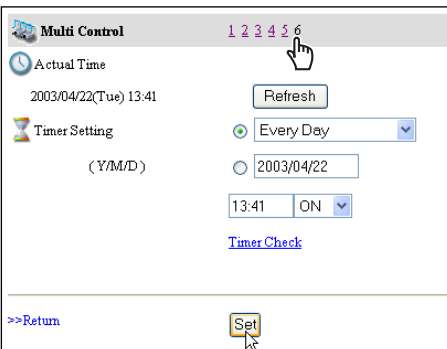 Multi Control 1 2 3 4 5 6
Actual Time
2003/04/22(Tue) 13:41 Refresh
Timer Setting Every Day
(Y/M/D) 2003/04/22
13:41 ON
Timer Check
>>Return Set